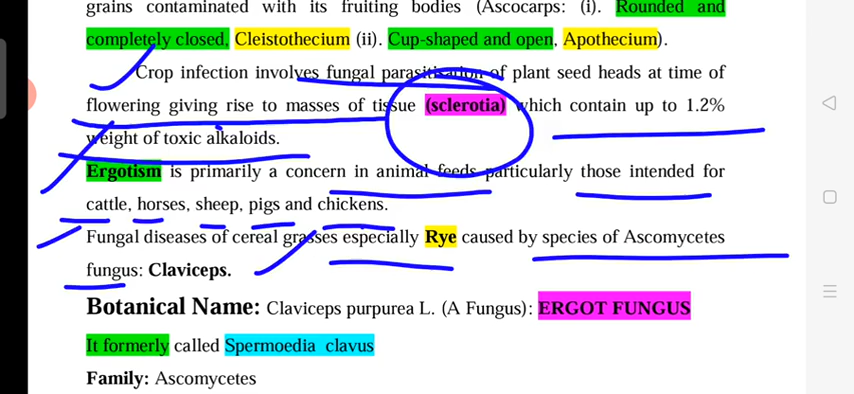 grains contaminated with its fruiting bodies (Ascocarps: (i). Rounded and
completely closed, Cleistothecium (ii). Cup-shaped and open, Apothecium).
Crop infection involves fungal parasitisation of plant seed heads at time of
flowering giving rise to masses of tissue (sclerotia) which contain up to 1.2%
weight of toxic alkaloids.
Ergotism is primarily a concern in animal feeds particularly those intended for
cattle, horses, sheep, pigs and chickens.
Fungal diseases of cereal grasses especially Rye caused by species of Ascomycetes
fungus: Claviceps.
Botanical Name: Claviceps purpurea L. (A Fungus): ERGOT FUNGUS
It formerly called Spermoedia clavus
Family: Ascomycetes